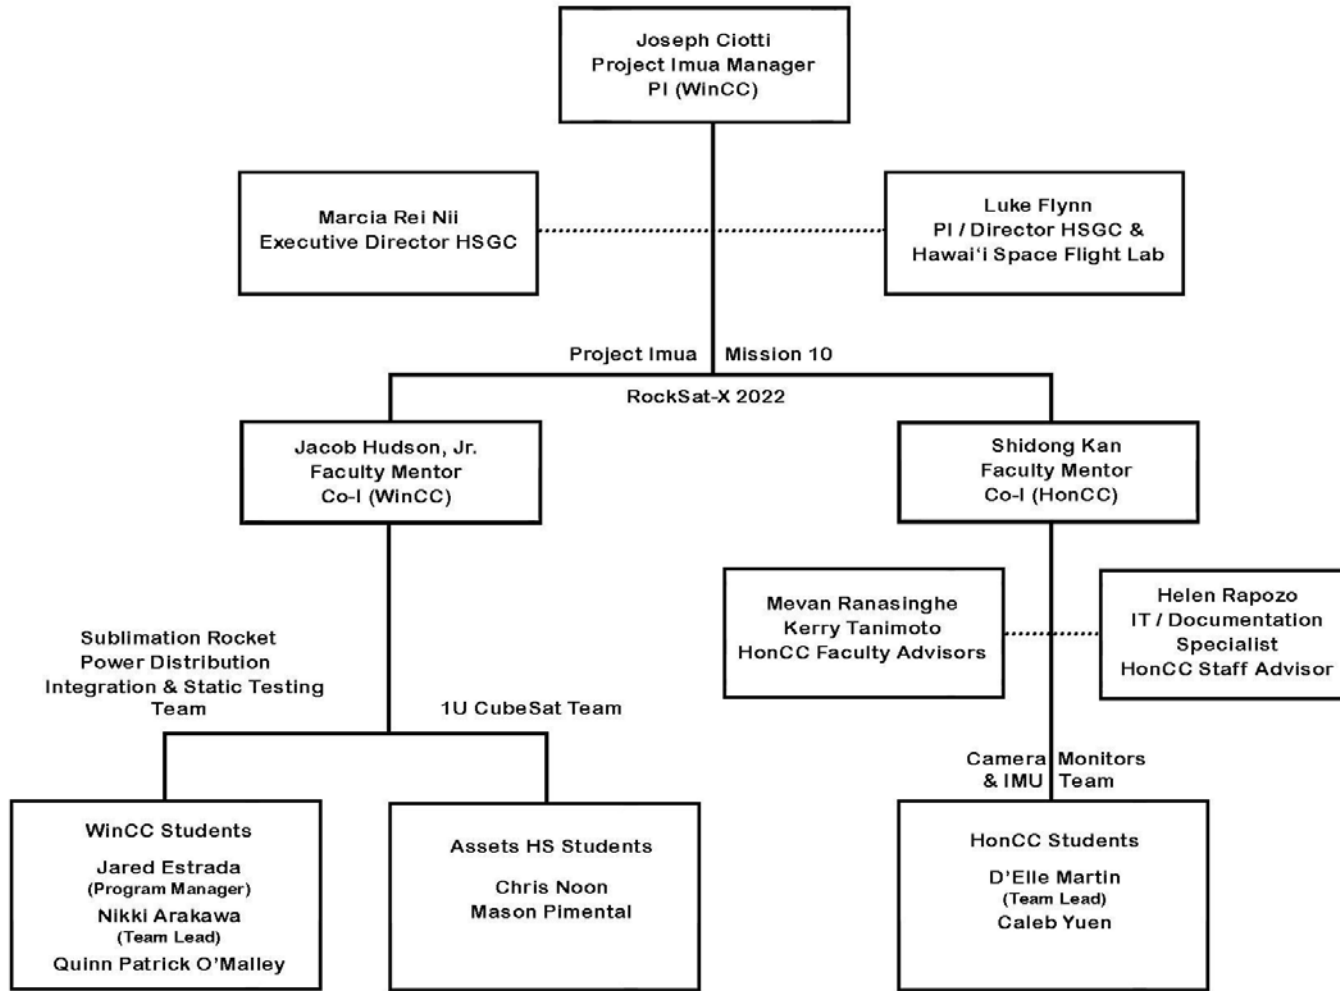 Joseph Ciotti
Project Imua Manager
PI (WinCC)
Marcia Rei Nii
Executive Director HSGC
Luke Flynn
PI / Director HSGC &
Hawaiʻi Space Flight Lab
Project Imua Mission 10
RockSat-X 2022
Jacob Hudson, Jr.
Faculty Mentor
Co-I (WinCC)
Shidong Kan
Faculty Mentor
Co-I (HonCC)
Mevan Ranasinghe
Kerry Tanimoto
HonCC Faculty Advisors
Helen Rapozo
IT / Documentation
Specialist
HonCC Staff Advisor
Sublimation Rocket
Power Distribution
Integration & Static Testing
Team
1U CubeSat Team
Camera Monitors
& IMU Team
WinCC Students
Jared Estrada
(Program Manager)
Nikki Arakawa
(Team Lead)
Quinn Patrick O’Malley
Assets HS Students
Chris Noon
Mason Pimental
HonCC Students
D’Elle Martin
(Team Lead)
Caleb Yuen